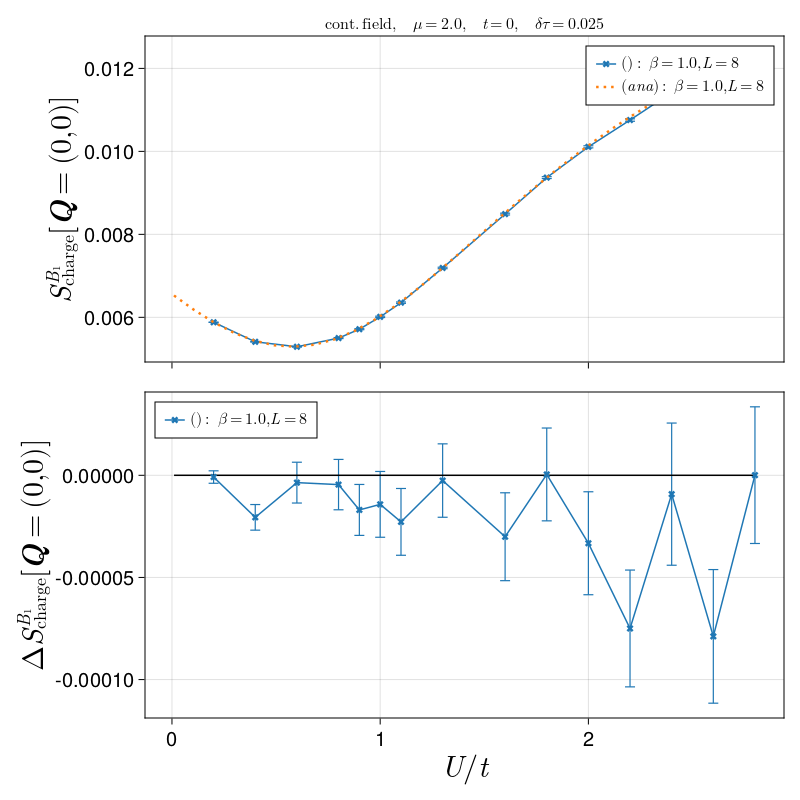 cont. field, μ = 2.0, t = 0, δτ = 0.025
S^{B_1}_{charge}[Q = (0,0)]
0.012
0.010
0.008
0.006
() : β = 1.0,L = 8
(ana) : β = 1.0,L = 8
ΔS^{B_1}_{charge}[Q = (0,0)]
() : β = 1.0,L = 8
0.00000
-0.00005
-0.00010
0 1 2
U/t